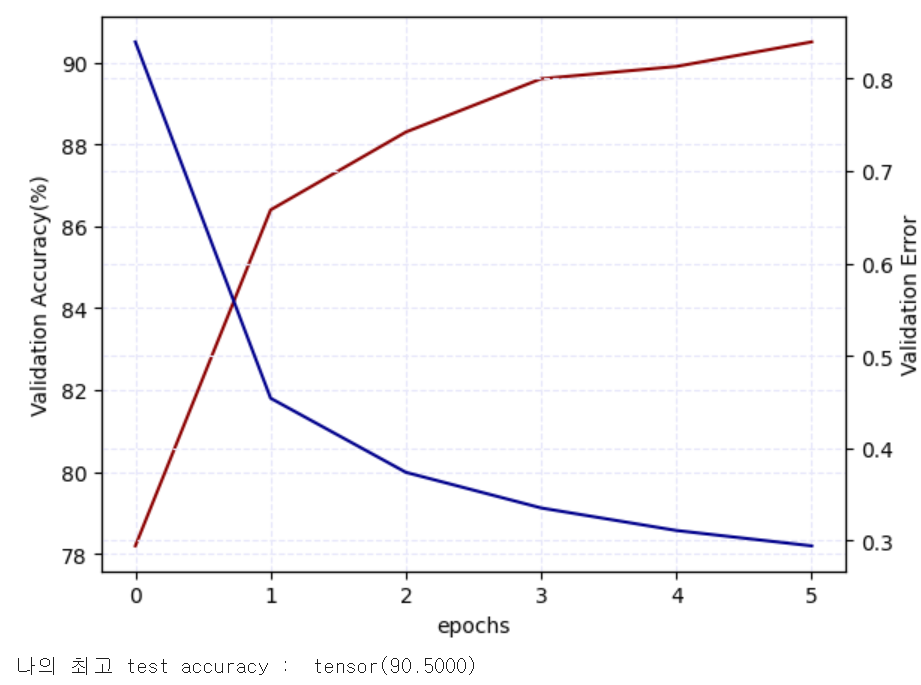 Validation Accuracy(%)
90
88
86
84
82
80
78
0 1 2 3 4 5
epochs
0.8
0.7
0.6
0.5
0.4
0.3
Validation Error
나의 최고 test accuracy :  tensor(90.5000)